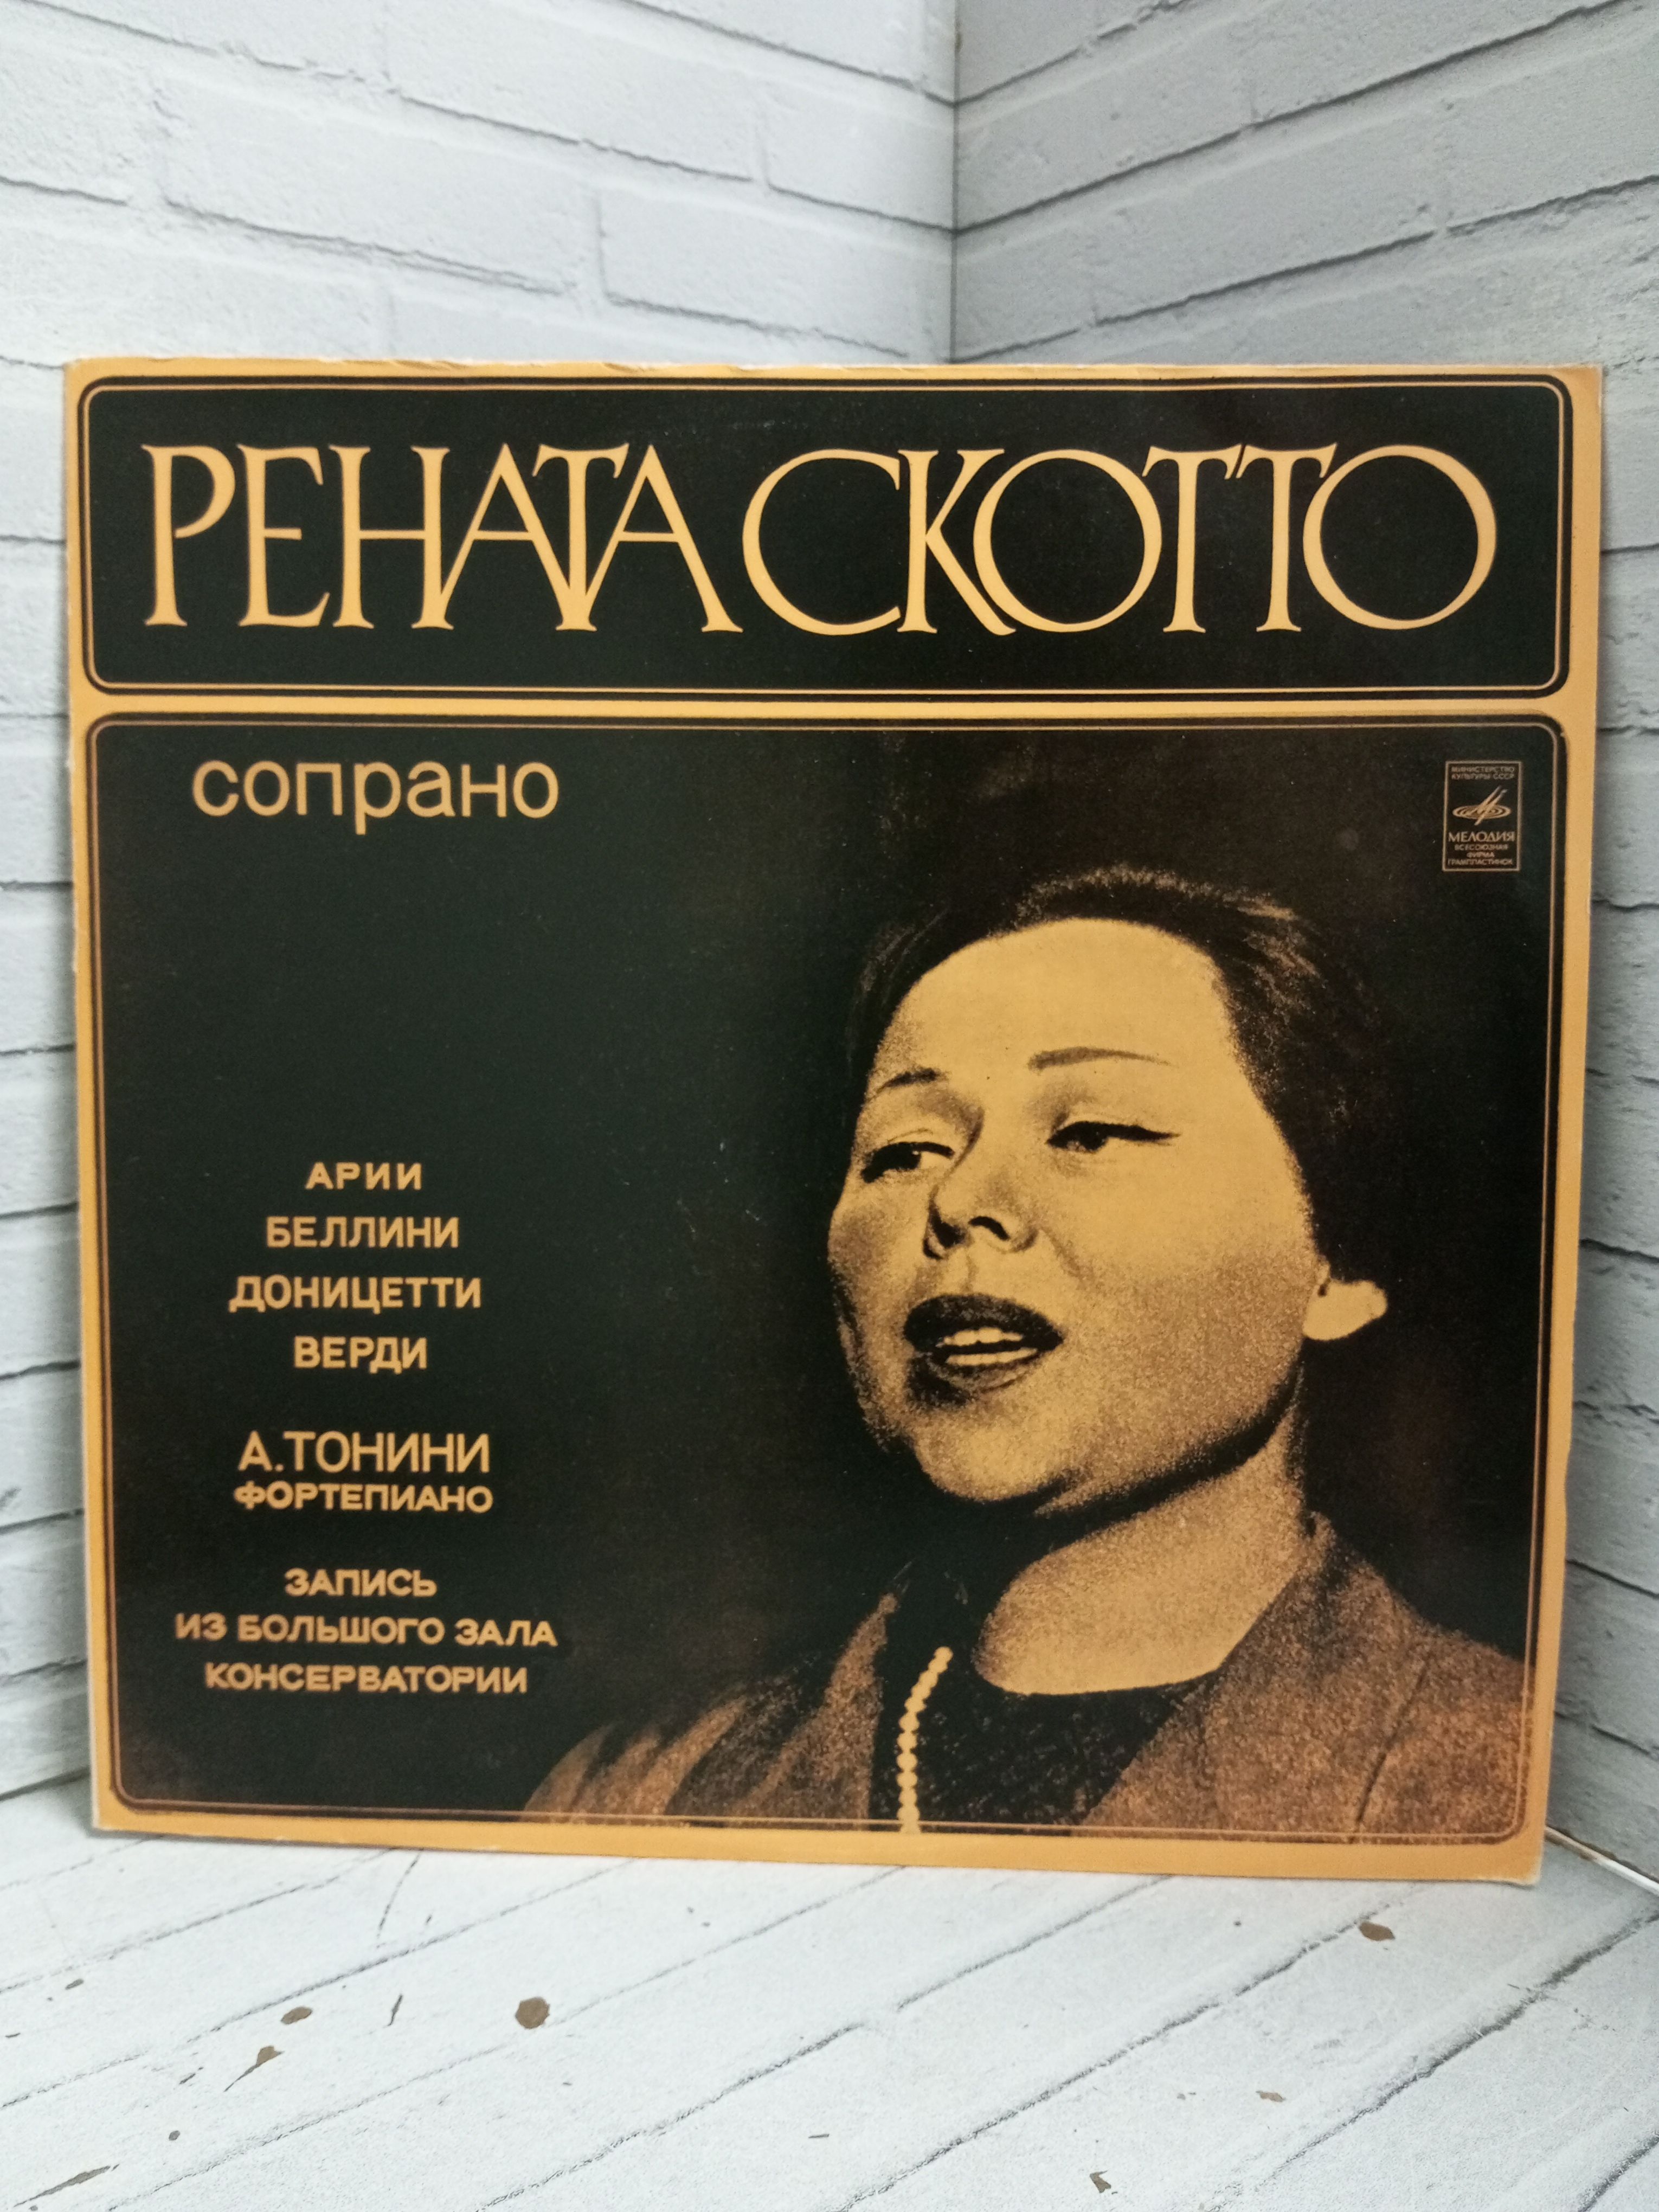 РЕНАТА СКОТТО
сопрано
МИНИСТЕРСТВО
КУЛЬТУРЫ СССР
МЕЛОДИЯ
ВСЕСОЮЗНАЯ
ФИРМА
ГРАМПЛАСТИНОК
АРИИ
БЕЛЛИНИ
ДОНИЦЕТТИ
ВЕРДИ
А.ТОНИНИ
ФОРТЕПИАНО
ЗАПИСЬ
ИЗ БОЛЬШОГО ЗАЛА
КОНСЕРВАТОРИИ